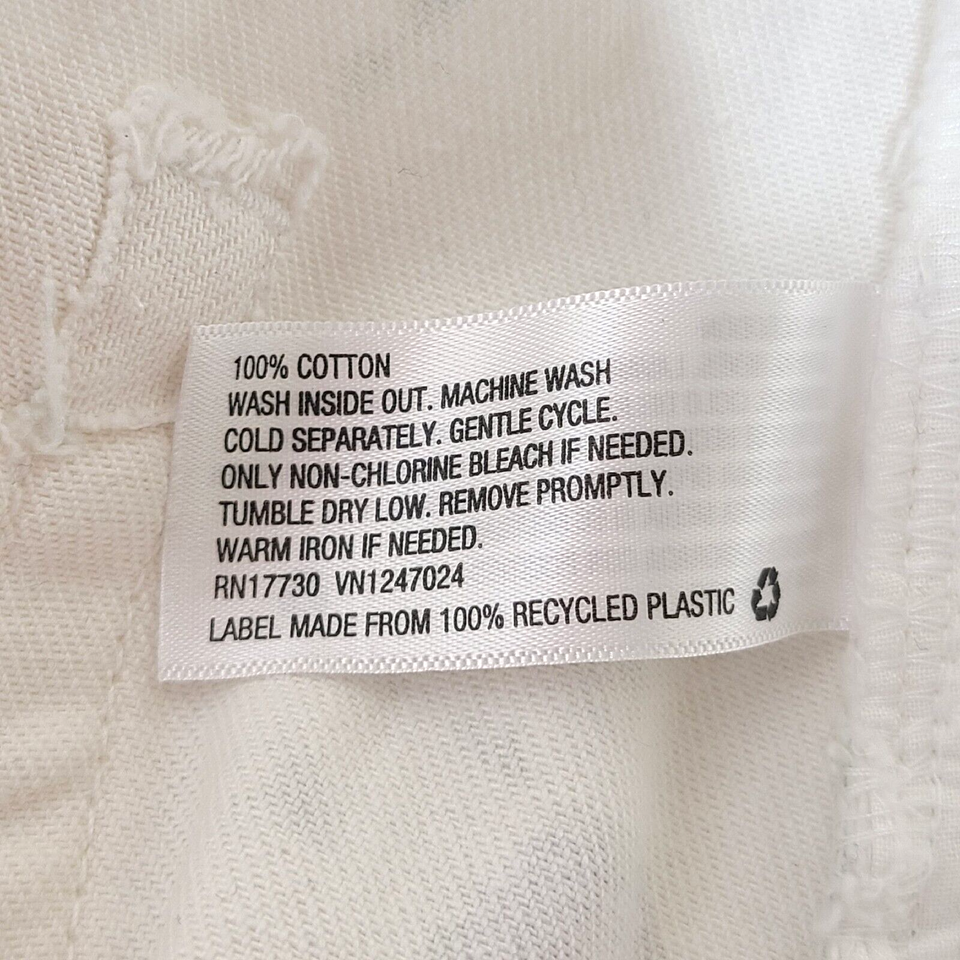 100% COTTON
WASH INSIDE OUT. MACHINE WASH
COLD SEPARATELY. GENTLE CYCLE.
ONLY NON-CHLORINE BLEACH IF NEEDED.
TUMBLE DRY LOW. REMOVE PROMPTLY.
WARM IRON IF NEEDED.
RN17730 VN1247024
LABEL MADE FROM 100% RECYCLED PLASTIC